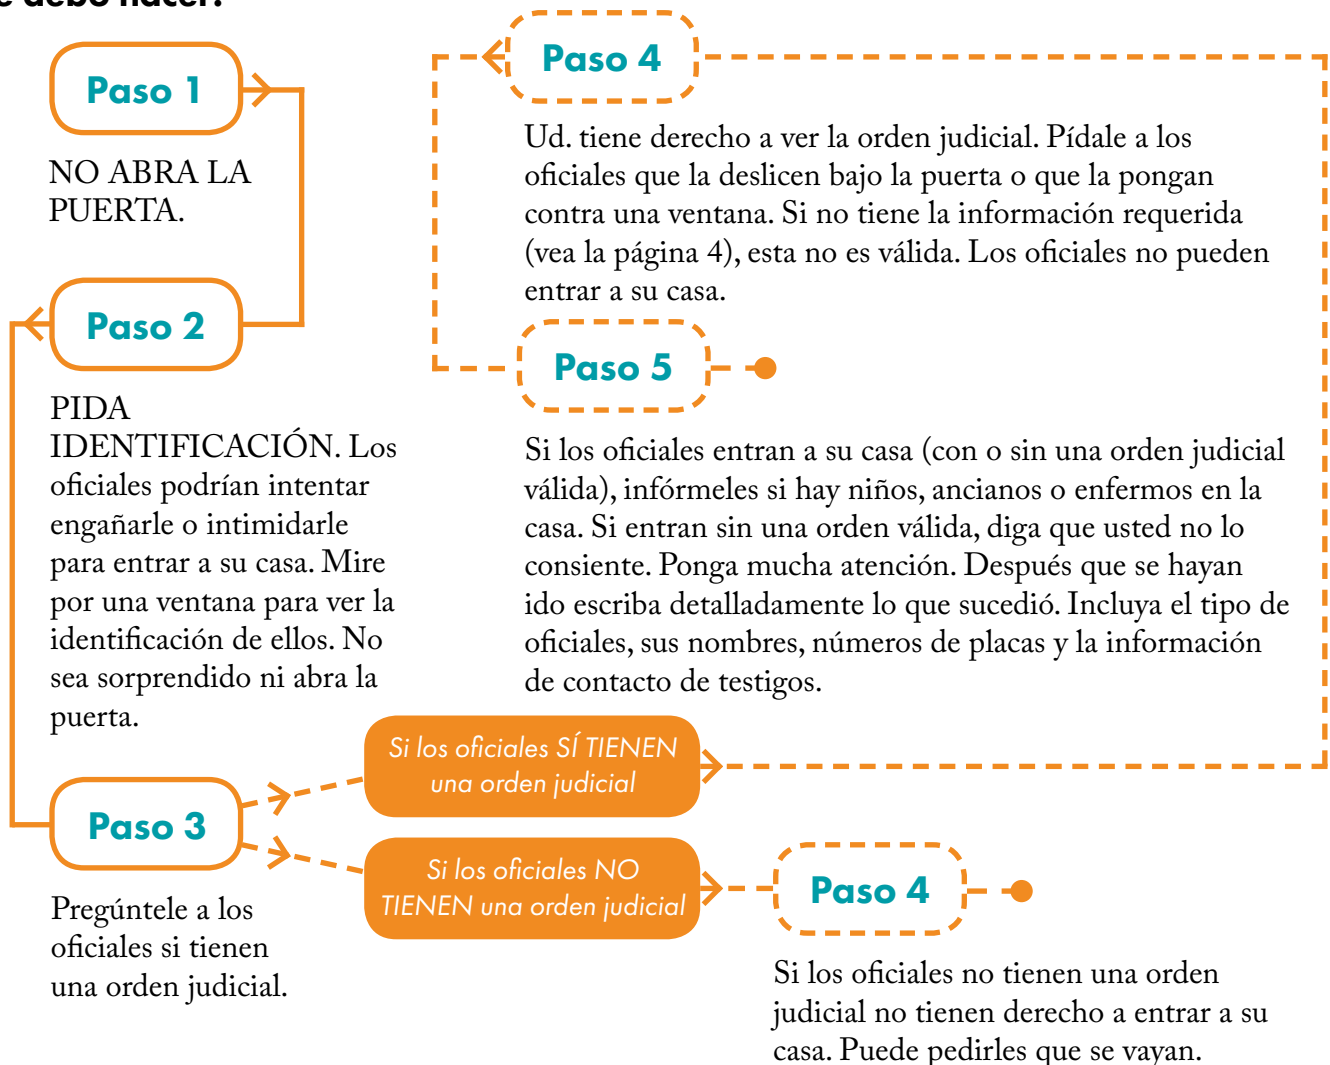 debo hacer?
Paso 1
NO ABRA LA
PUERTA.
Paso 2
PIDA
IDENTIFICACIÓN. Los
oficiales podrían intentar
engañarle o intimidarle
para entrar a su casa. Mire
por una ventana para ver la
identificación de ellos. No
sea sorprendido ni abra la
puerta.
Paso 3
Pregúntele a los
oficiales si tienen
una orden judicial.
Si los oficiales SÍ TIENEN
una orden judicial
Paso 4
Ud. tiene derecho a ver la orden judicial. Pídale a los
oficiales que la deslicen bajo la puerta o que la pongan
contra una ventana. Si no tiene la información requerida
(vea la página 4), esta no es válida. Los oficiales no pueden
entrar a su casa.
Paso 5
Si los oficiales entran a su casa (con o sin una orden judicial
válida), infórmeles si hay niños, ancianos o enfermos en la
casa. Si entran sin una orden válida, diga que usted no lo
consiente. Ponga mucha atención. Después que se hayan
ido escriba detalladamente lo que sucedió. Incluya el tipo de
oficiales, sus nombres, números de placas y la información
de contacto de testigos.
Si los oficiales NO
TIENEN una orden judicial
Paso 4
Si los oficiales no tienen una orden
judicial no tienen derecho a entrar a su
casa. Puede pedirles que se vayan.